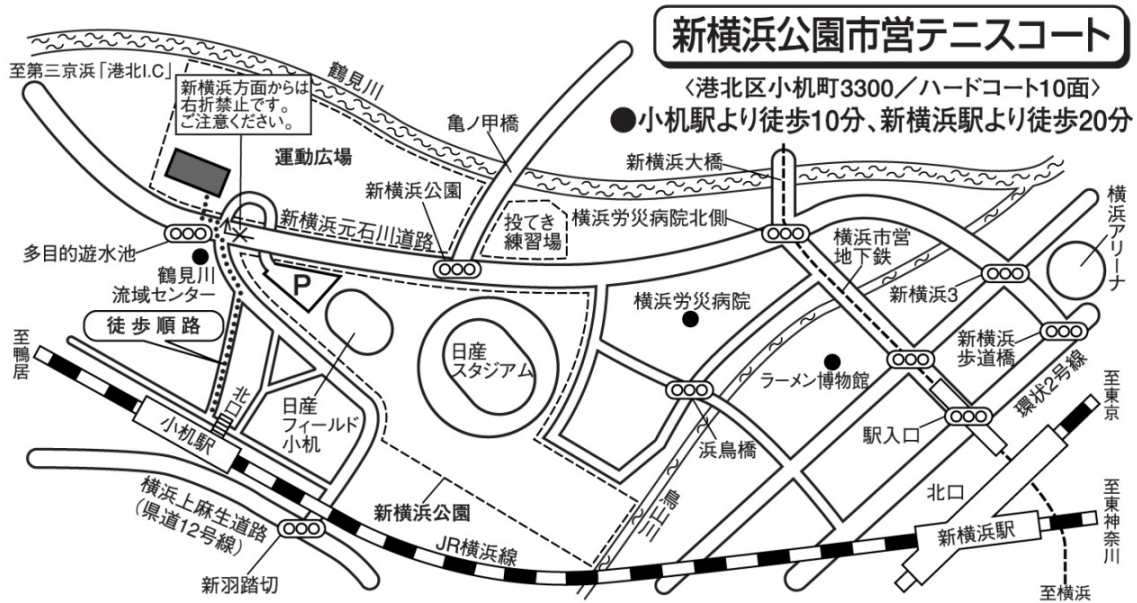 新横浜公園市営テニスコート
〈港北区小机町3300／ハードコート10面〉
●小机駅より徒歩10分、新横浜駅より徒歩20分
至第三京浜「港北I.C」
新横浜方面からは
右折禁止です。
ご注意ください。
鶴見川
亀ノ甲橋
運動広場
新横浜公園
新横浜大橋
新横浜元石川道路
投てき
練習場
横浜労災病院北側
横浜市営
地下鉄
横浜アリーナ
多目的遊水池
鶴見川
流域センター
P
横浜労災病院
新横浜3
徒歩順路
日産
スタジアム
新横浜
歩道橋
至鴨居
ラーメン博物館
環状2号線
至東京
北口
日産
フィールド
小机
小机駅
浜鳥橋
駅入口
横浜上麻生道路
(県道12号線)
新横浜公園
鳥山川
北口
至東神奈川
JR横浜線
新横浜駅
新羽踏切
至横浜